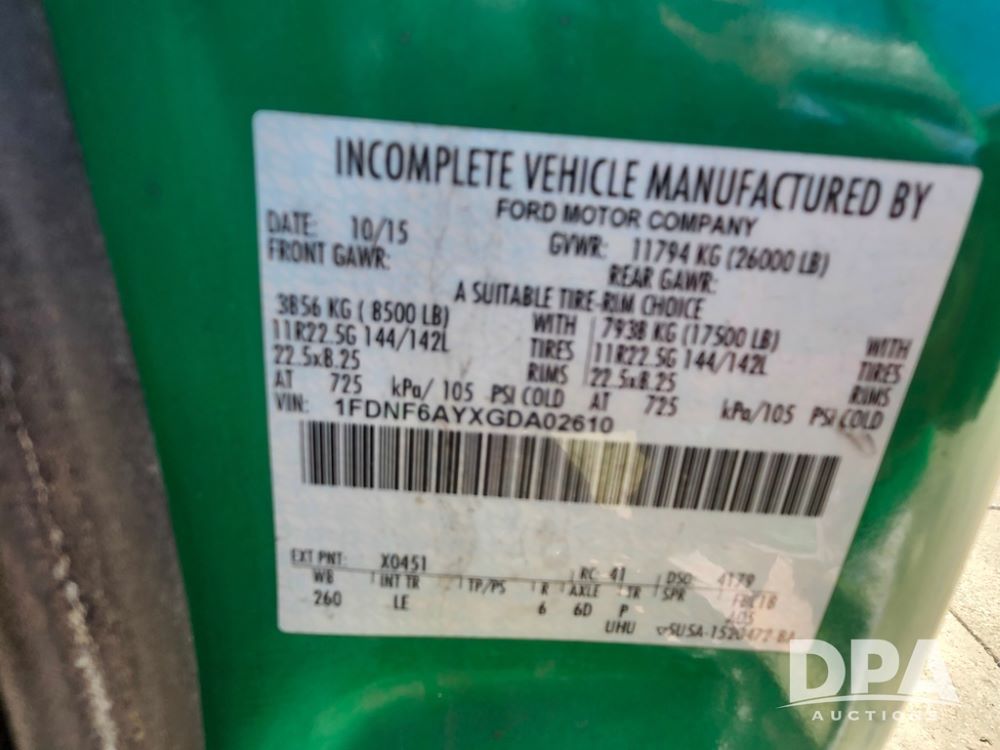 INCOMPLETE VEHICLE MANUFACTURED BY
FORD MOTOR COMPANY
DATE: 10/15 GVWR: 11794 KG (26000 LB)
FRONT GAWR: REAR GAWR:
A SUITABLE TIRE-RIM CHOICE
3856 KG ( 8500 LB) WITH 7938 KG (17500 LB) WITH
11R22.5G 144/142L TIRES 11R22.5G 144/142L TIRES
22.5x8.25 RIMS 22.5x8.25 RIMS
AT 725 kPa/ 105 PSI COLD AT 725 kPa/105 PSI COLD
VIN: 1FDNF6AYXGDA02610
EXT PNT: X0451 RC: 41 DSO: 4179
WB INT TR TP/PS R AXLE TR SPR
260 LE 6 6D P
UHU
DPA
AUCTIONS